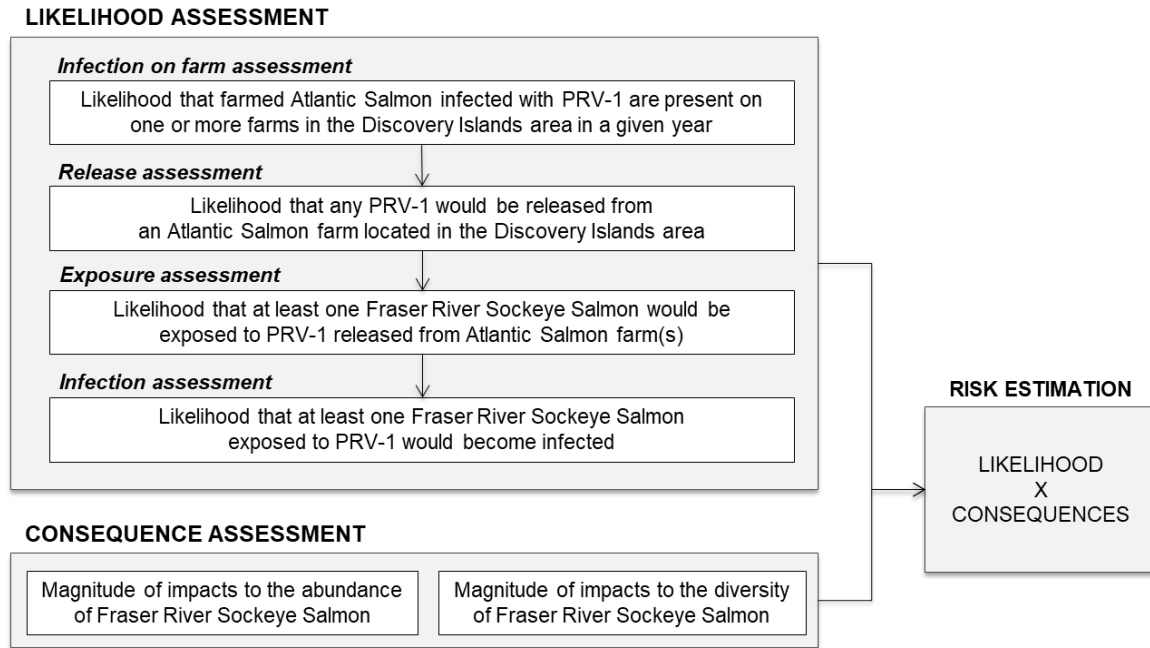 LIKELIHOOD ASSESSMENT
Infection on farm assessment
Likelihood that farmed Atlantic Salmon infected with PRV-1 are present on
one or more farms in the Discovery Islands area in a given year
Release assessment
Likelihood that any PRV-1 would be released from
an Atlantic Salmon farm located in the Discovery Islands area
Exposure assessment
Likelihood that at least one Fraser River Sockeye Salmon would be
exposed to PRV-1 released from Atlantic Salmon farm(s)
Infection assessment
Likelihood that at least one Fraser River Sockeye Salmon
exposed to PRV-1 would become infected
CONSEQUENCE ASSESSMENT
Magnitude of impacts to the abundance
of Fraser River Sockeye Salmon
Magnitude of impacts to the diversity
of Fraser River Sockeye Salmon
RISK ESTIMATION
LIKELIHOOD
X
CONSEQUENCES